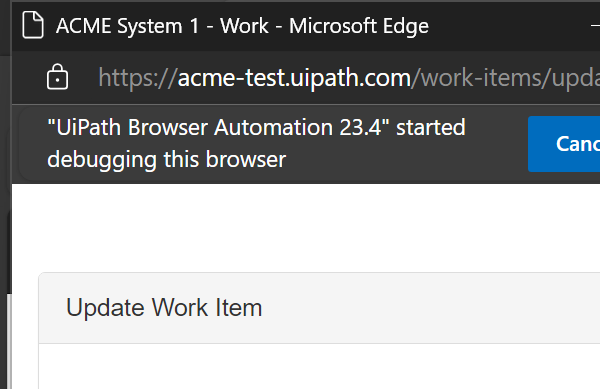 ACME System 1 - Work - Microsoft Edge
https://acme-test.uipath.com/work-items/upda
"UiPath Browser Automation 23.4" started
debugging this browser
Canc
Update Work Item